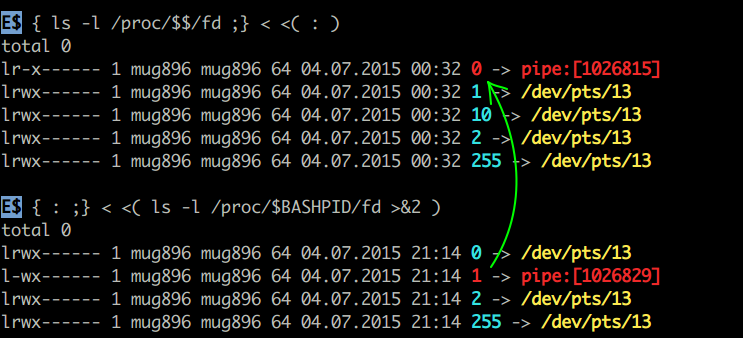 E$ { ls -l /proc/$$/fd ;} < <( : )
total 0
lr-x------ 1 mug896 mug896 64 04.07.2015 00:32 0 -> pipe:[1026815]
lrwx------ 1 mug896 mug896 64 04.07.2015 00:32 1 -> /dev/pts/13
lrwx------ 1 mug896 mug896 64 04.07.2015 00:32 10 -> /dev/pts/13
lrwx------ 1 mug896 mug896 64 04.07.2015 00:32 2 -> /dev/pts/13
lrwx------ 1 mug896 mug896 64 04.07.2015 00:32 255 -> /dev/pts/13
E$ { : ;} < <( ls -l /proc/$BASHPID/fd >&2 )
total 0
lrwx------ 1 mug896 mug896 64 04.07.2015 21:14 0 -> /dev/pts/13
l-wx------ 1 mug896 mug896 64 04.07.2015 21:14 1 -> pipe:[1026829]
lrwx------ 1 mug896 mug896 64 04.07.2015 21:14 2 -> /dev/pts/13
lrwx------ 1 mug896 mug896 64 04.07.2015 21:14 255 -> /dev/pts/13